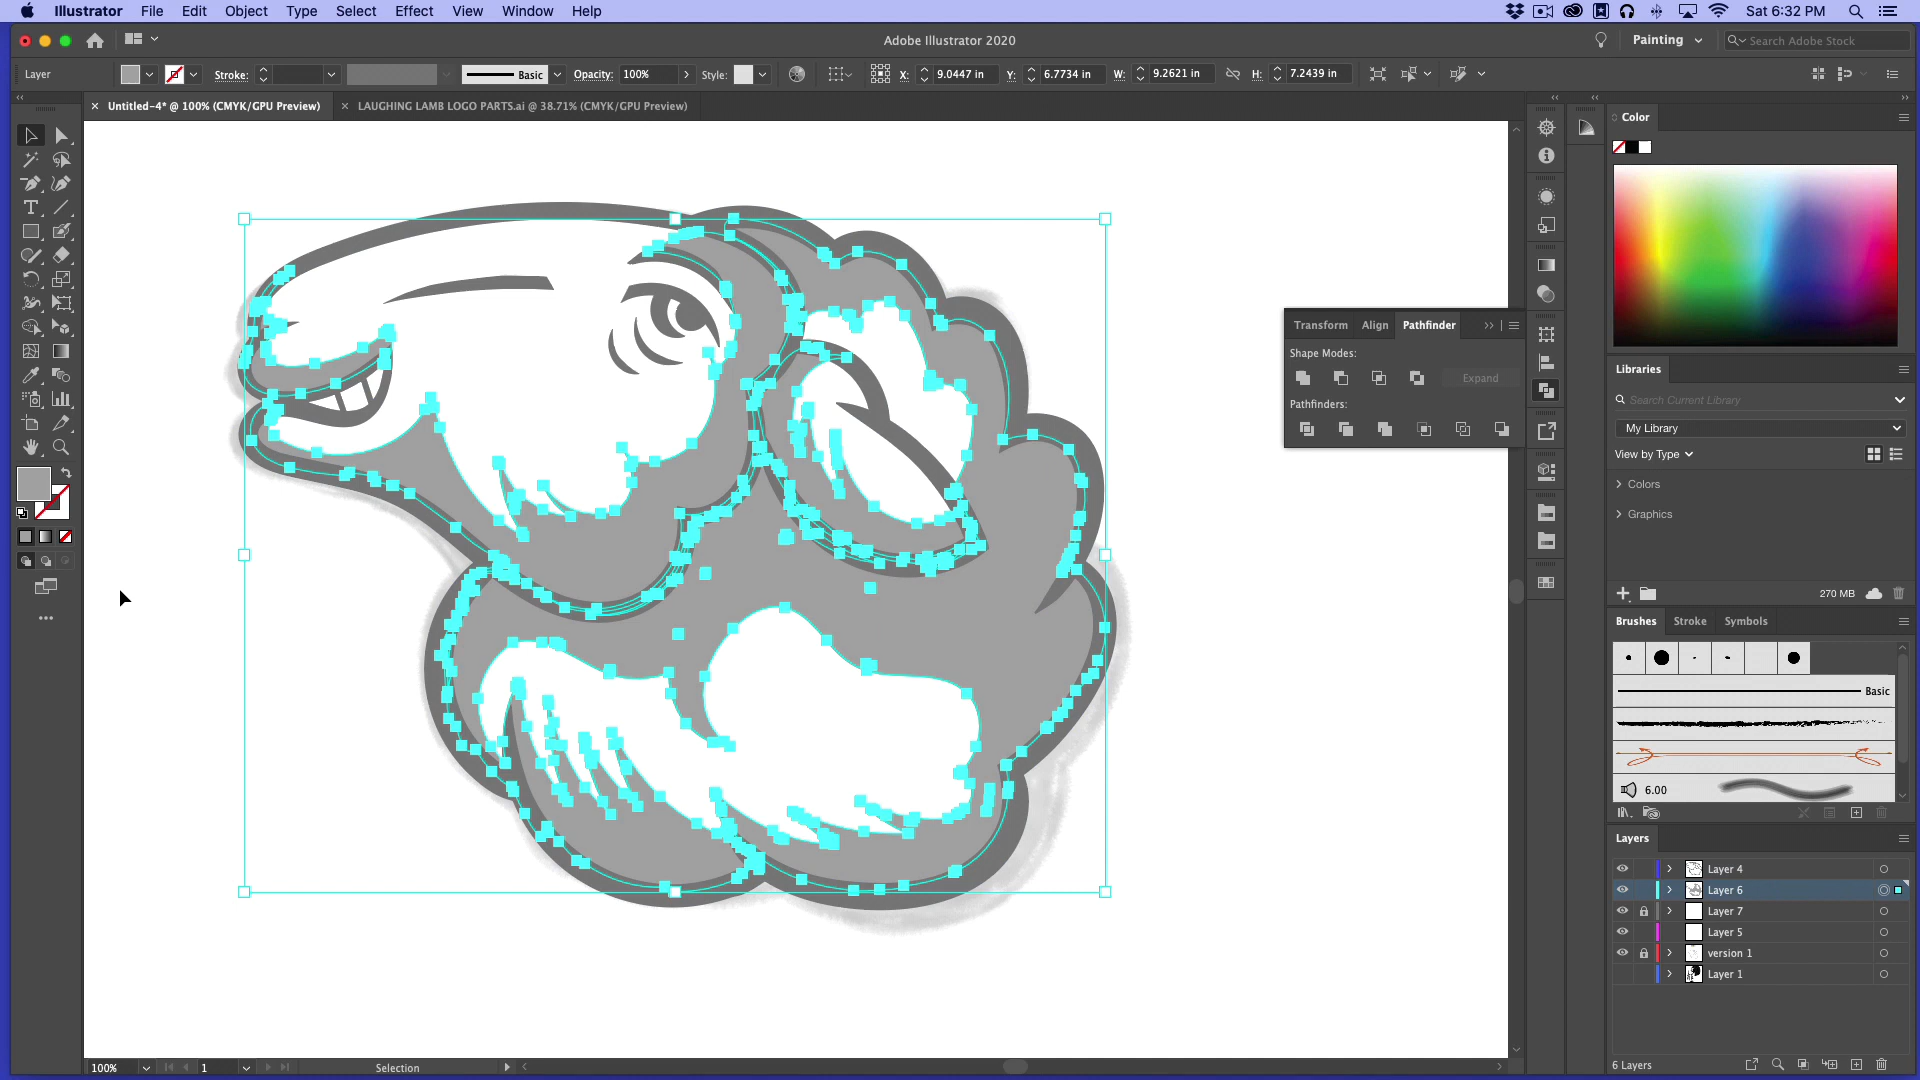 Illustrator File Edit Object Type Select Effect View Window Help Sat 6:32 PM
Adobe Illustrator 2020 Painting Search Adobe Stock
Layer Stroke: Basic Opacity: 100% Style: X: 9.0447 in Y: 6.7734 in W: 9.2621 in H: 7.2439 in
Untitled-4* @ 100% (CMYK/GPU Preview) LAUGHING LAMB LOGO PARTS.ai @ 38.71% (CMYK/GPU Preview)
Color
Transform Align Pathfinder
Shape Modes:
Expand
Pathfinders:
Libraries
Search Current Library
My Library
View by Type
Colors
Graphics
270 MB
Brushes Stroke Symbols
Basic
6.00
Layers
Layer 4
Layer 6
Layer 7
Layer 5
version 1
Layer 1
6 Layers
100% 1 Selection